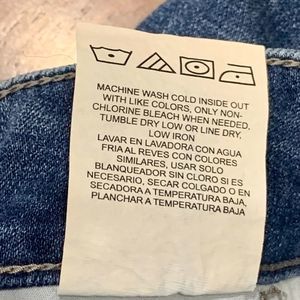 MACHINE WASH COLD INSIDE OUT
WITH LIKE COLORS, ONLY NON-
CHLORINE BLEACH WHEN NEEDED,
TUMBLE DRY LOW OR LINE DRY,
LOW IRON
LAVAR EN LAVADORA CON AGUA
FRIA AL REVES CON COLORES
SIMILARES, USAR SOLO
BLANQUEADOR SIN CLORO SI ES
NECESARIO, SECAR COLGADO O EN
SECADORA A TEMPERATURA BAJA,
PLANCHAR A TEMPERATURA BAJA